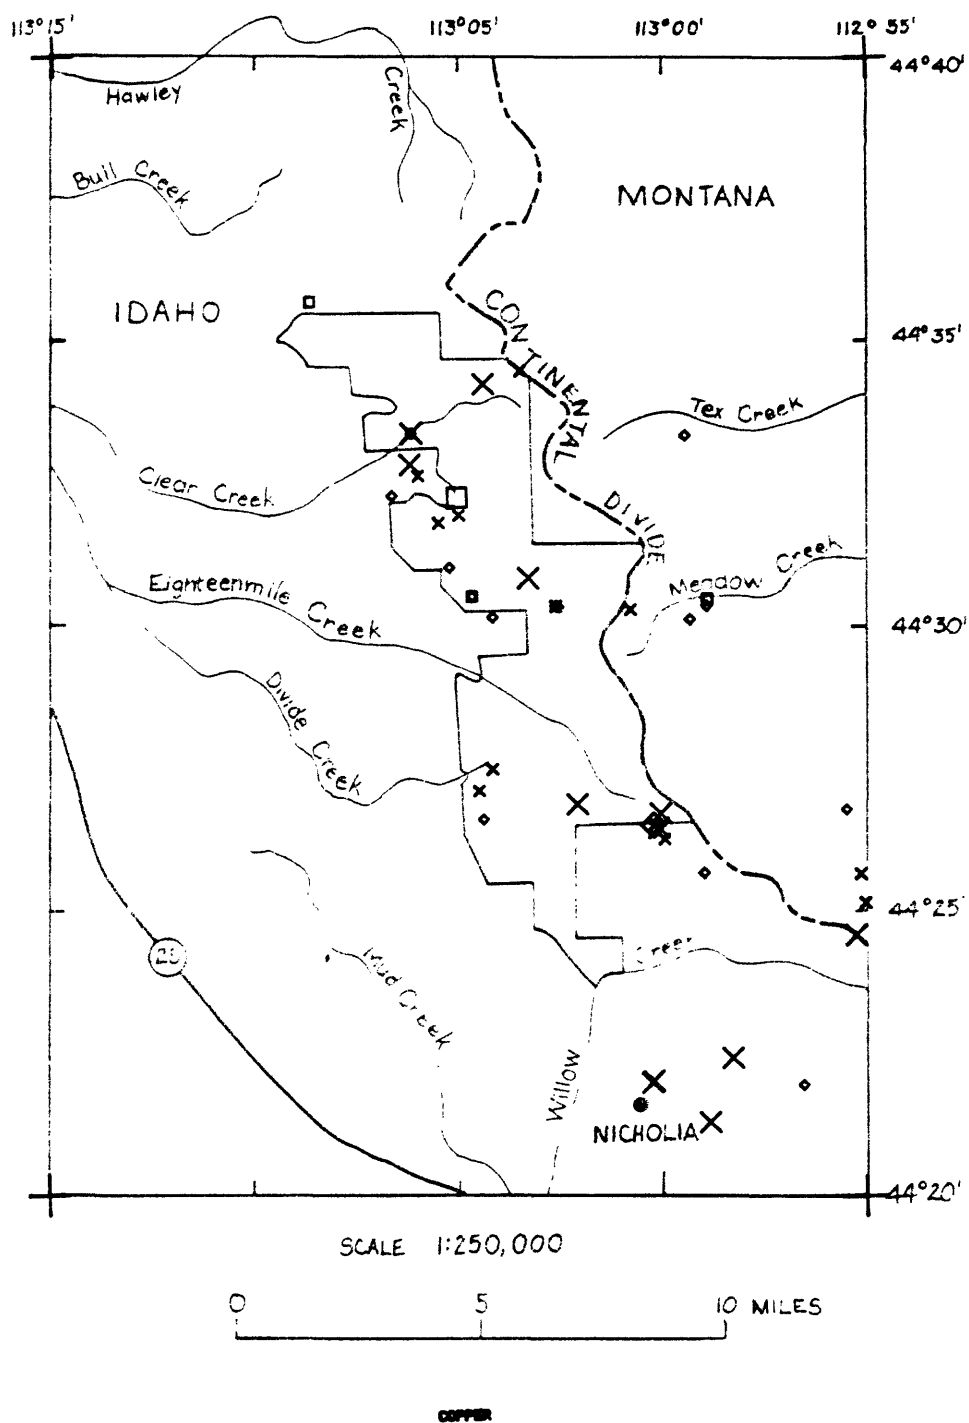 113°15' 113°05' 113°00' 112°55'
44°40'
Hawley Creek
Bull Creek
MONTANA
IDAHO
CONTINENTAL DIVIDE
44°35'
Tex Creek
Clear Creek
Meadow Creek
Eighteenmile Creek
44°30'
Divide Creek
44°25'
Creek
Mud Creek
Willow
NICHOLIA
44°20'
SCALE 1:250,000
0 5 10 MILES
COPPER